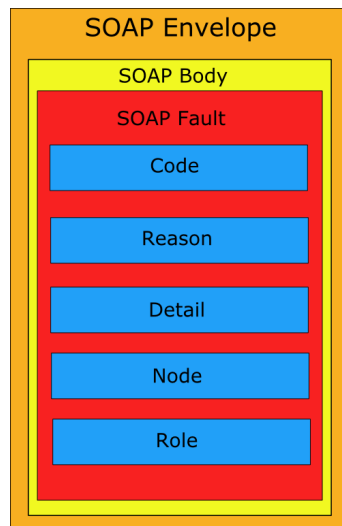 SOAP Envelope
SOAP Body
SOAP Fault
Code
Reason
Detail
Node
Role